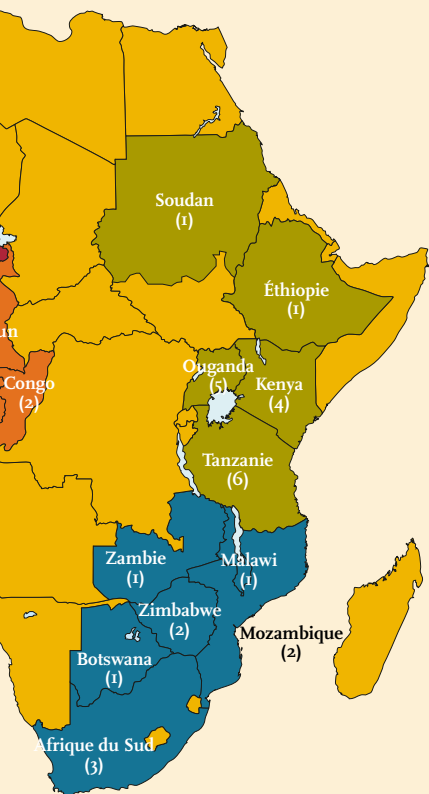 Soudan
(1)
Éthiopie
(1)
un
Ouganda
(5)
Kenya
(4)
Congo
(2)
Tanzanie
(6)
Zambie
(1)
Malawi
(1)
Zimbabwe
(2)
Mozambique
(2)
Botswana
(1)
Afrique du Sud
(3)